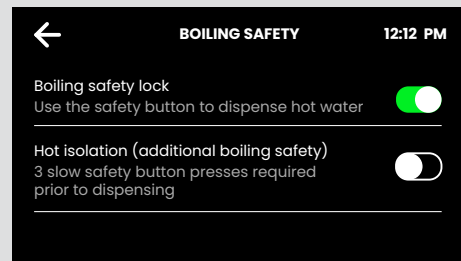 BOILING SAFETY 12:12 PM
Boiling safety lock
Use the safety button to dispense hot water
Hot isolation (additional boiling safety)
3 slow safety button presses required
prior to dispensing